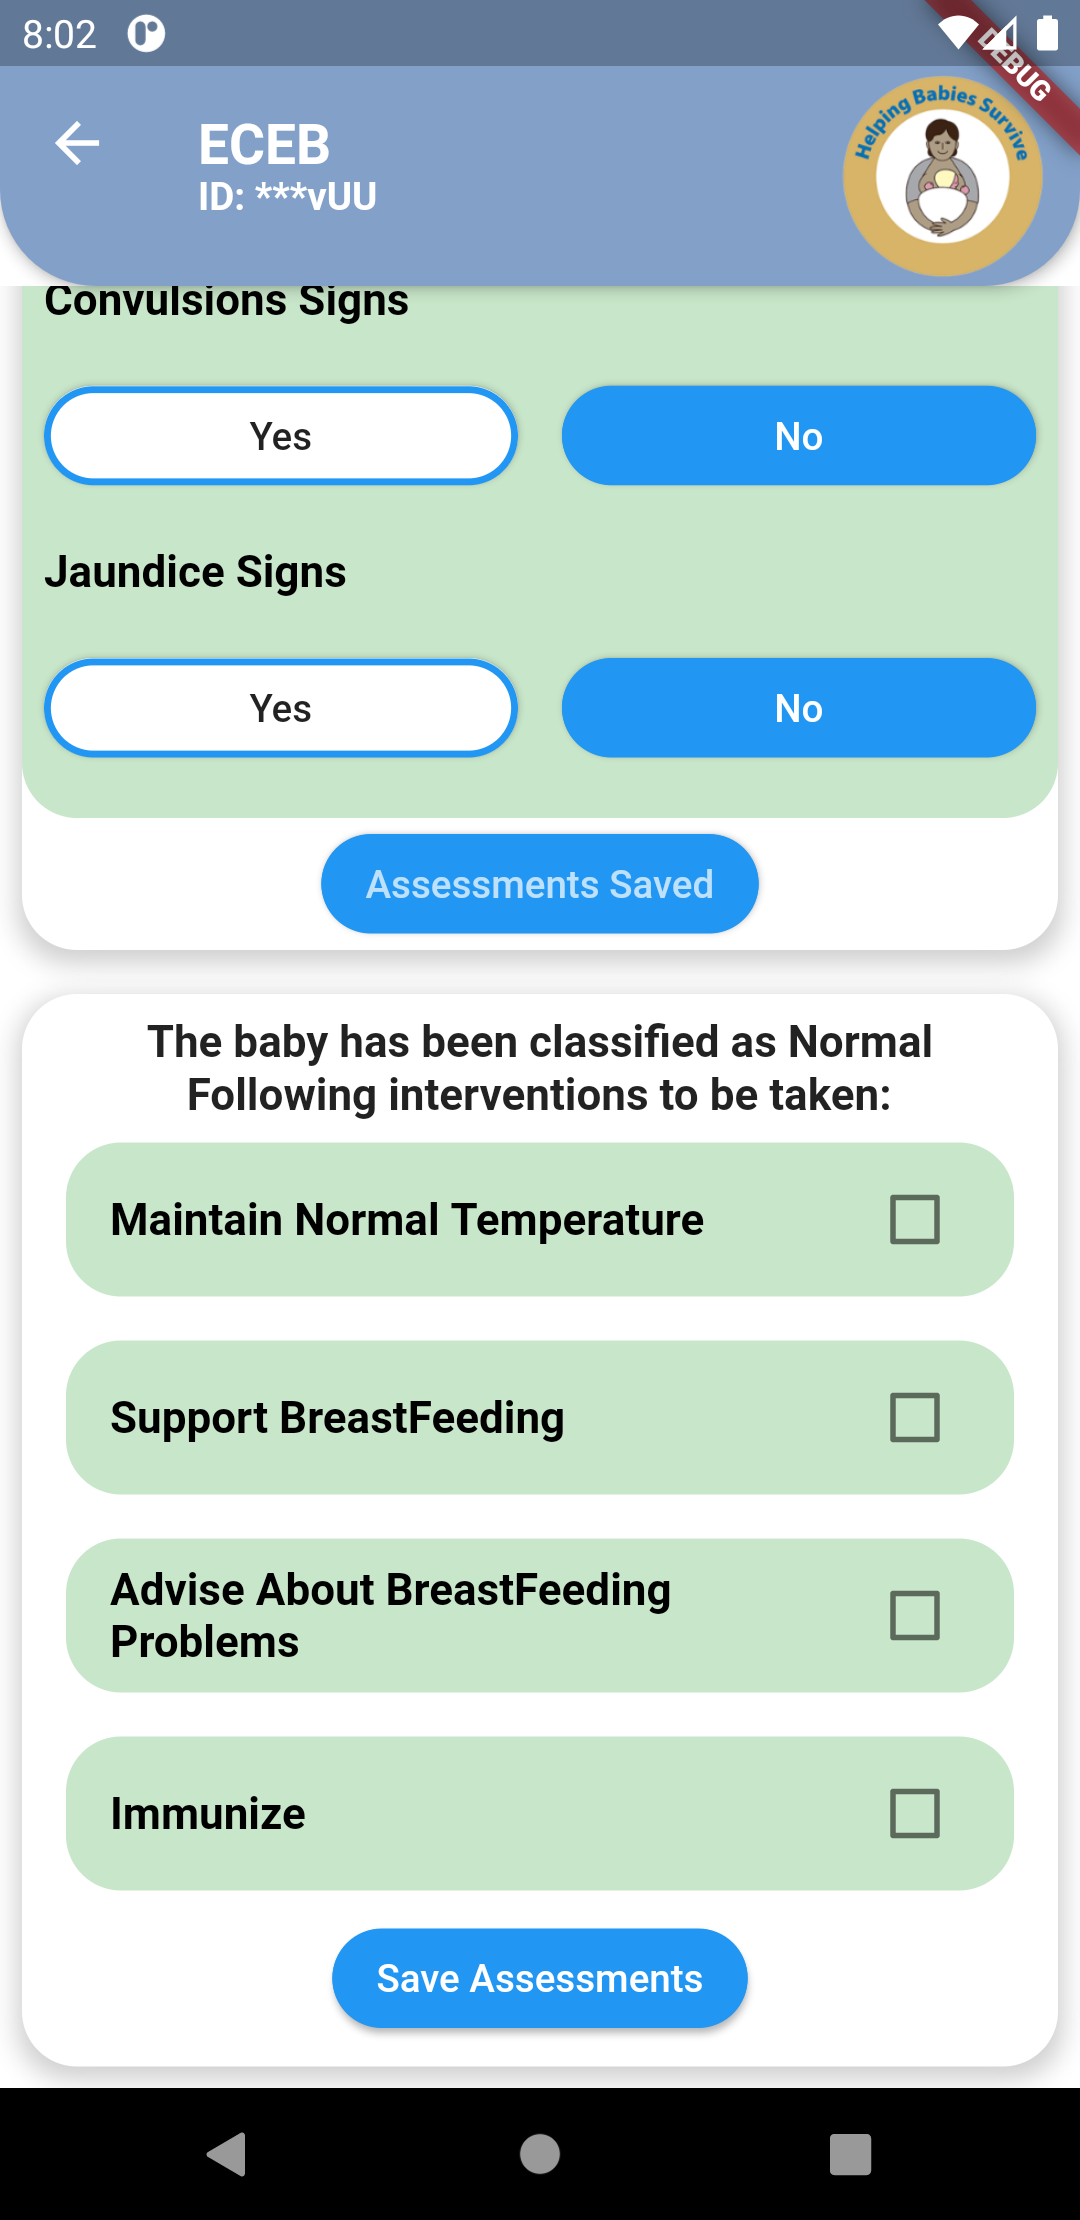 8:02
DEBUG
ECEB
ID: ***vUU
Helping Babies Survive
Convulsions Signs
Yes
No
Jaundice Signs
Yes
No
Assessments Saved
The baby has been classified as Normal
Following interventions to be taken:
Maintain Normal Temperature
Support BreastFeeding
Advise About BreastFeeding
Problems
Immunize
Save Assessments